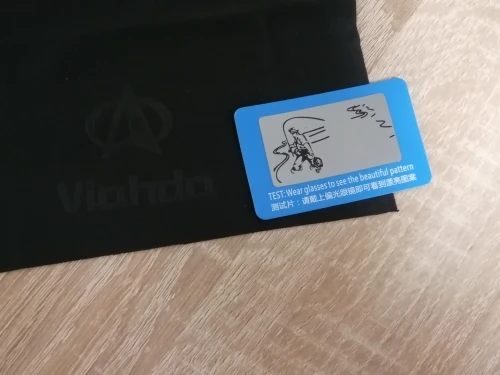 Viondo
TEST: Wear glasses to see the beautiful pattern
测试片：请戴上偏光眼镜即可看到漂亮图案